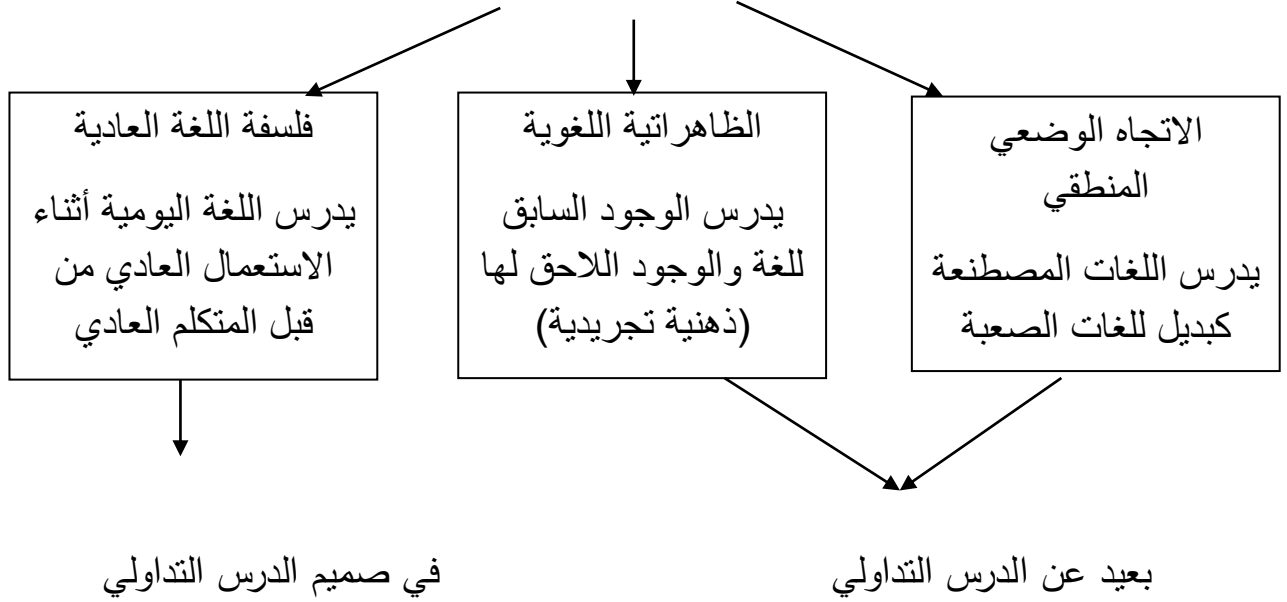 الاتجاه الوضعي
المنطقي
يدرس اللغات المصطنعة
كبديل للغات الصعبة
الظاهراتية اللغوية
يدرس الوجود السابق
للغة والوجود اللاحق لها
(ذهنية تجريدية)
فلسفة اللغة العادية
يدرس اللغة اليومية أثناء
الاستعمال العادي من
قبل المتكلم العادي
بعيد عن الدرس التداولي
في صميم الدرس التداولي